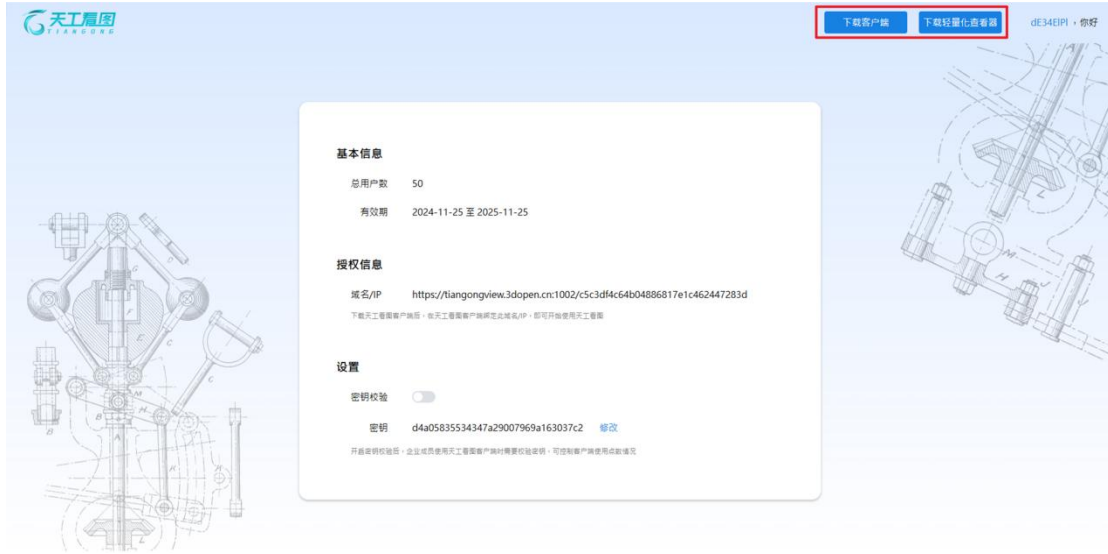 天工看图
TIANGONG
下载客户端 下载轻量化查看器 dE34EIPI，你好
基本信息
总用户数 50
有效期 2024-11-25 至 2025-11-25
授权信息
域名/IP https://tiangongview.3dopen.cn:1002/c5c3df4c64b04886817e1c462447283d
下载天工看图客户端后，在天工看图客户端绑定此域名/IP，即可开始使用天工看图
设置
密钥校验
密钥 d4a05835534347a29007969a163037c2 修改
开启密钥校验后，企业成员使用天工看图客户端时需要校验密钥，可控制客户端使用点数情况